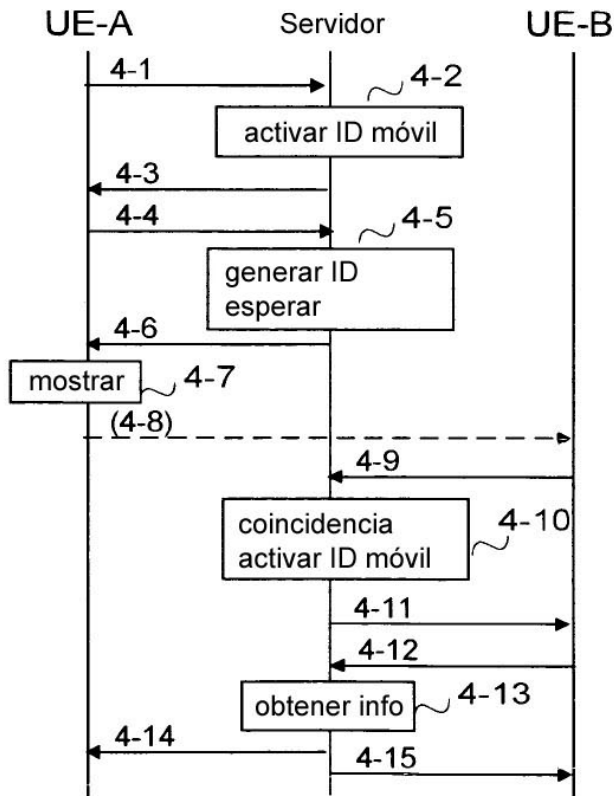 UE-A Servidor UE-B
4-1
4-2
activar ID móvil
4-3
4-4
4-5
generar ID
esperar
4-6
mostrar 4-7
(4-8)
4-9
coincidencia
activar ID móvil
4-10
4-11
4-12
obtener info 4-13
4-14
4-15